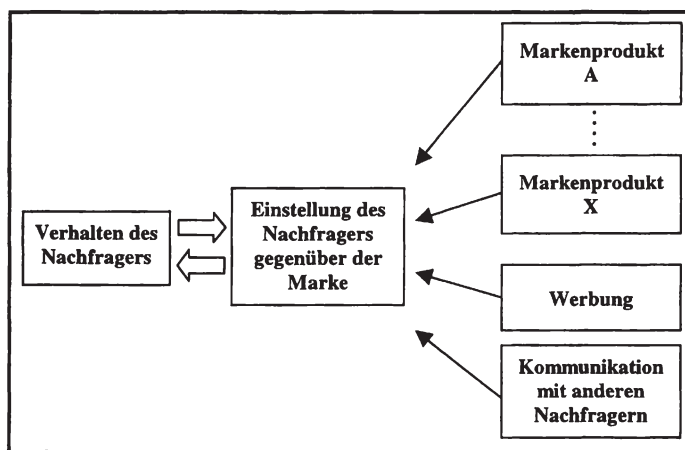 Markenprodukt
A
Markenprodukt
X
Verhalten des
Nachfragers
Einstellung des
Nachfragers
gegenüber der
Marke
Werbung
Kommunikation
mit anderen
Nachfragern